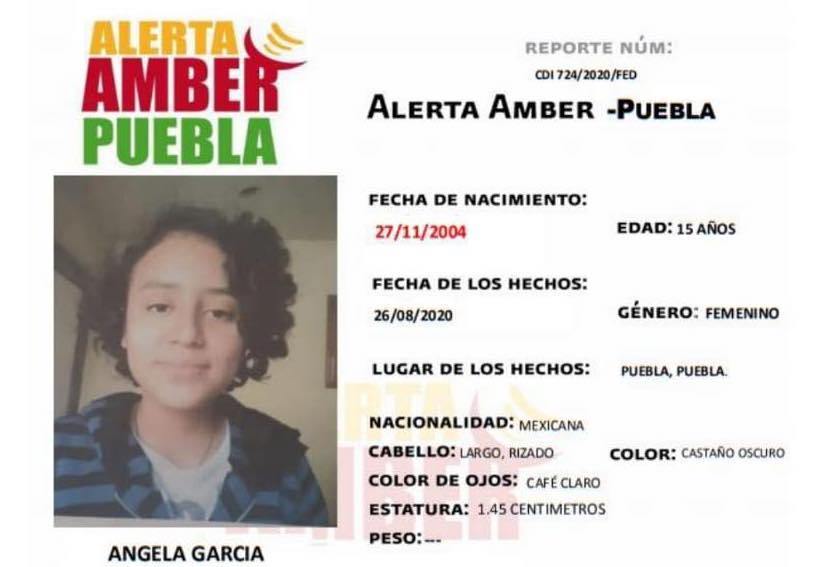 ALERTA
AMBER
PUEBLA
REPORTE NÚM:
CDI 724/2020/FED
ALERTA AMBER -PUEBLA
FECHA DE NACIMIENTO:
27/11/2004
EDAD: 15 AÑOS
FECHA DE LOS HECHOS:
26/08/2020
GÉNERO: FEMENINO
LUGAR DE LOS HECHOS: PUEBLA, PUEBLA.
NACIONALIDAD: MEXICANA
CABELLO: LARGO, RIZADO COLOR: CASTAÑO OSCURO
COLOR DE OJOS: CAFÉ CLARO
ESTATURA: 1.45 CENTIMETROS
PESO:---
ANGELA GARCIA
RTA
AMBER